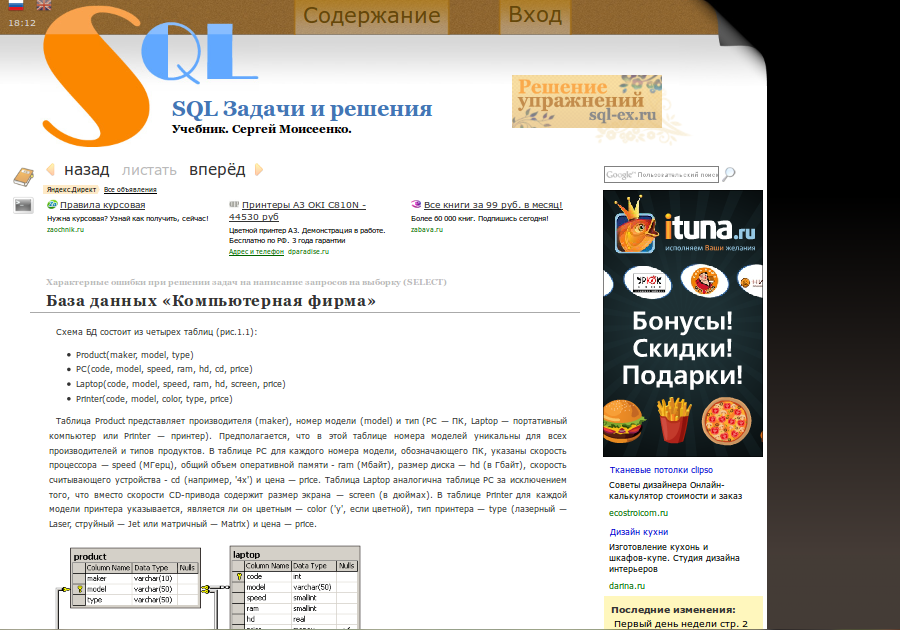 18:12
Содержание
Вход
SQL
SQL Задачи и решения
Учебник. Сергей Моисеенко.
Решение
упражнений
sql-ex.ru
назад листать вперёд
Google™ Пользовательский поиск
Яндекс.Директ Все объявления
Правила курсовая
Нужна курсовая? Узнай как получить, сейчас!
zaochnik.ru
Принтеры А3 OKI C810N -
44530 руб
Цветной принтер А3. Демонстрация в работе.
Бесплатно по РФ. 3 года гарантии
Адрес и телефон dparadise.ru
Все книги за 99 руб. в месяц!
Более 60 000 книг. Подпишись сегодня!
zabava.ru
Характерные ошибки при решении задач на написание запросов на выборку (SELECT)
База данных «Компьютерная фирма»
Схема БД состоит из четырех таблиц (рис.1.1):
Product(maker, model, type)
PC(code, model, speed, ram, hd, cd, price)
Laptop(code, model, speed, ram, hd, screen, price)
Printer(code, model, color, type, price)
Таблица Product представляет производителя (maker), номер модели (model) и тип (PC — ПК, Laptop — портативный
компьютер или Printer — принтер). Предполагается, что в этой таблице номера моделей уникальны для всех
производителей и типов продуктов. В таблице PC для каждого номера модели, обозначающего ПК, указаны скорость
процессора — speed (МГерц), общий объем оперативной памяти - ram (Мбайт), размер диска — hd (в Гбайт), скорость
считывающего устройства - cd (например, '4x') и цена — price. Таблица Laptop аналогична таблице PC за исключением
того, что вместо скорости CD-привода содержит размер экрана — screen (в дюймах). В таблице Printer для каждой
модели принтера указывается, является ли он цветным — color ('y', если цветной), тип принтера — type (лазерный —
Laser, струйный — Jet или матричный — Matrix) и цена — price.
product
Column Name Data Type Nulls
maker varchar(10)
model varchar(50)
type varchar(50)
laptop
Column Name Data Type Nulls
code int
model varchar(50)
speed smallint
ram smallint
hd real
ituna.ru
исполняем Ваши желания
Бонусы!
Скидки!
Подарки!
Тканевые потолки clipso
Советы дизайнера Онлайн-
калькулятор стоимости и заказ
ecostroicom.ru
Дизайн кухни
Изготовление кухонь и
шкафов-купе. Студия дизайна
интерьеров
darina.ru
Последние изменения:
Первый день недели стр. 2